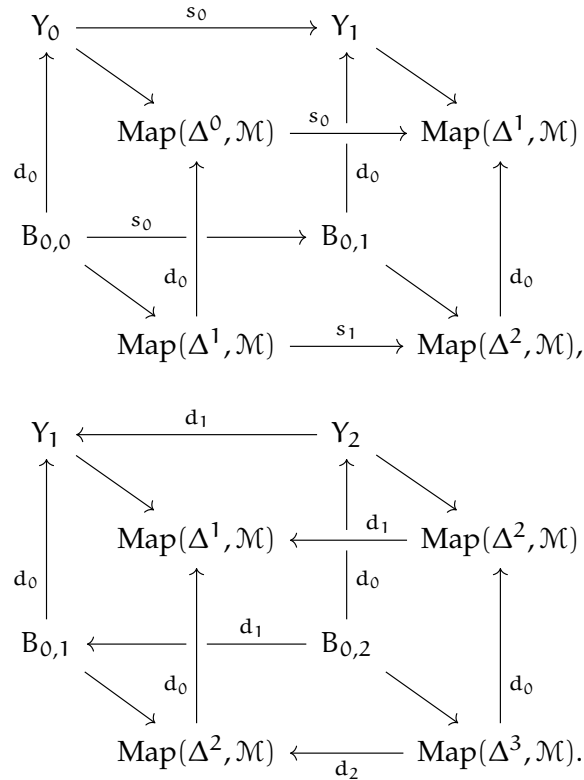 Y₀ s₀ Y₁
Map(Δ⁰, ℳ) s₀ Map(Δ¹, ℳ)
d₀ d₀
B₀,₀ s₀ B₀,₁
d₀ d₀
Map(Δ¹, ℳ) s₁ Map(Δ², ℳ),
Y₁ d₁ Y₂
Map(Δ¹, ℳ) d₁ Map(Δ², ℳ)
d₀ d₀
B₀,₁ d₁ B₀,₂
d₀ d₀
Map(Δ², ℳ) d₂ Map(Δ³, ℳ).